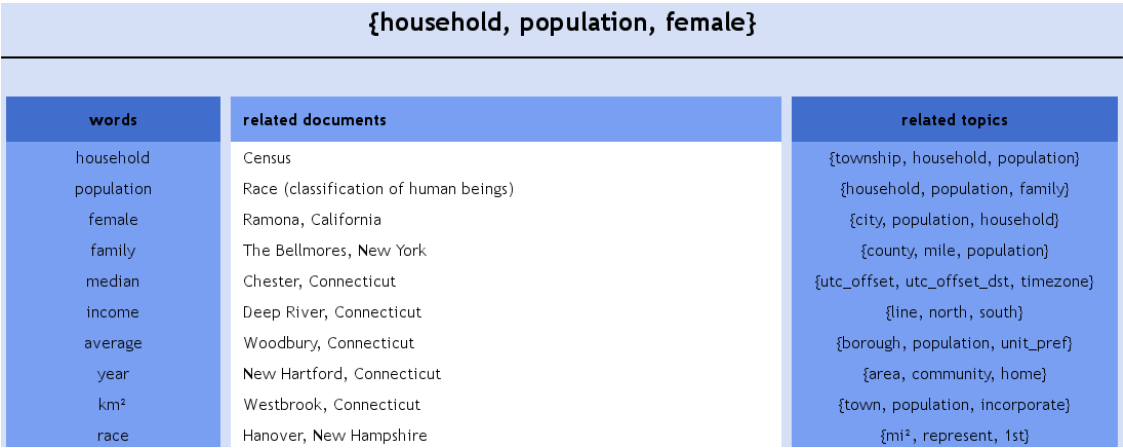 {household, population, female}
words related documents related topics
household Census {township, household, population}
population Race (classification of human beings) {household, population, family}
female Ramona, California {city, population, household}
family The Bellmores, New York {county, mile, population}
median Chester, Connecticut {utc_offset, utc_offset_dst, timezone}
income Deep River, Connecticut {line, north, south}
average Woodbury, Connecticut {borough, population, unit_pref}
year New Hartford, Connecticut {area, community, home}
km² Westbrook, Connecticut {town, population, incorporate}
race Hanover, New Hampshire {mi², represent, 1st}